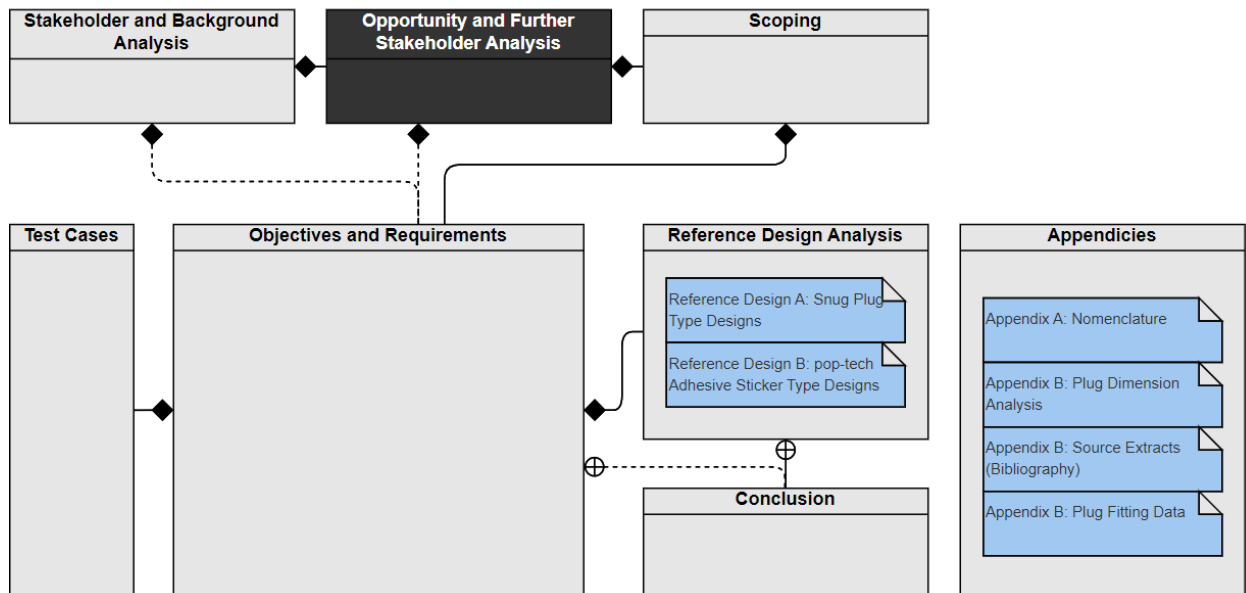 Stakeholder and Background
Analysis
Opportunity and Further
Stakeholder Analysis
Scoping
Test Cases
Objectives and Requirements
Reference Design Analysis
Reference Design A: Snug Plug
Type Designs
Reference Design B: pop-tech
Adhesive Sticker Type Designs
Conclusion
Appendicies
Appendix A: Nomenclature
Appendix B: Plug Dimension
Analysis
Appendix B: Source Extracts
(Bibliography)
Appendix B: Plug Fitting Data